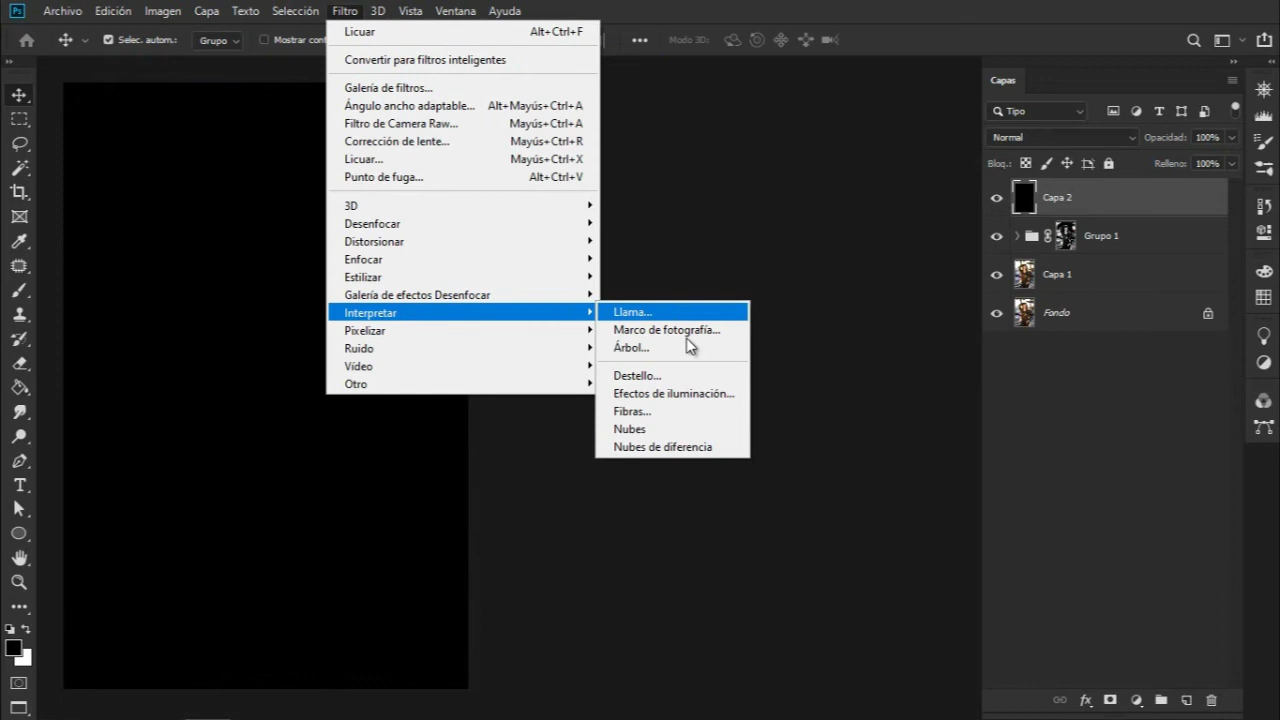 Ps Archivo Edición Imagen Capa Texto Selección Filtro 3D Vista Ventana Ayuda
Selec. autom.: Grupo Mostrar Modo 3D:
Licuar Alt+Ctrl+F
Convertir para filtros inteligentes
Galería de filtros...
Ángulo ancho adaptable... Alt+Mayús+Ctrl+A
Filtro de Camera Raw... Mayús+Ctrl+A
Corrección de lente... Mayús+Ctrl+R
Licuar... Mayús+Ctrl+X
Punto de fuga... Alt+Ctrl+V
3D
Desenfocar
Distorsionar
Enfocar
Estilizar
Galería de efectos Desenfocar
Interpretar
Pixelizar
Ruido
Vídeo
Otro
Llama...
Marco de fotografía...
Árbol...
Destello...
Efectos de iluminación...
Fibras...
Nubes
Nubes de diferencia
Capas
Tipo
Normal Opacidad: 100%
Bloq.: Relleno: 100%
Capa 2
Grupo 1
Capa 1
Fondo